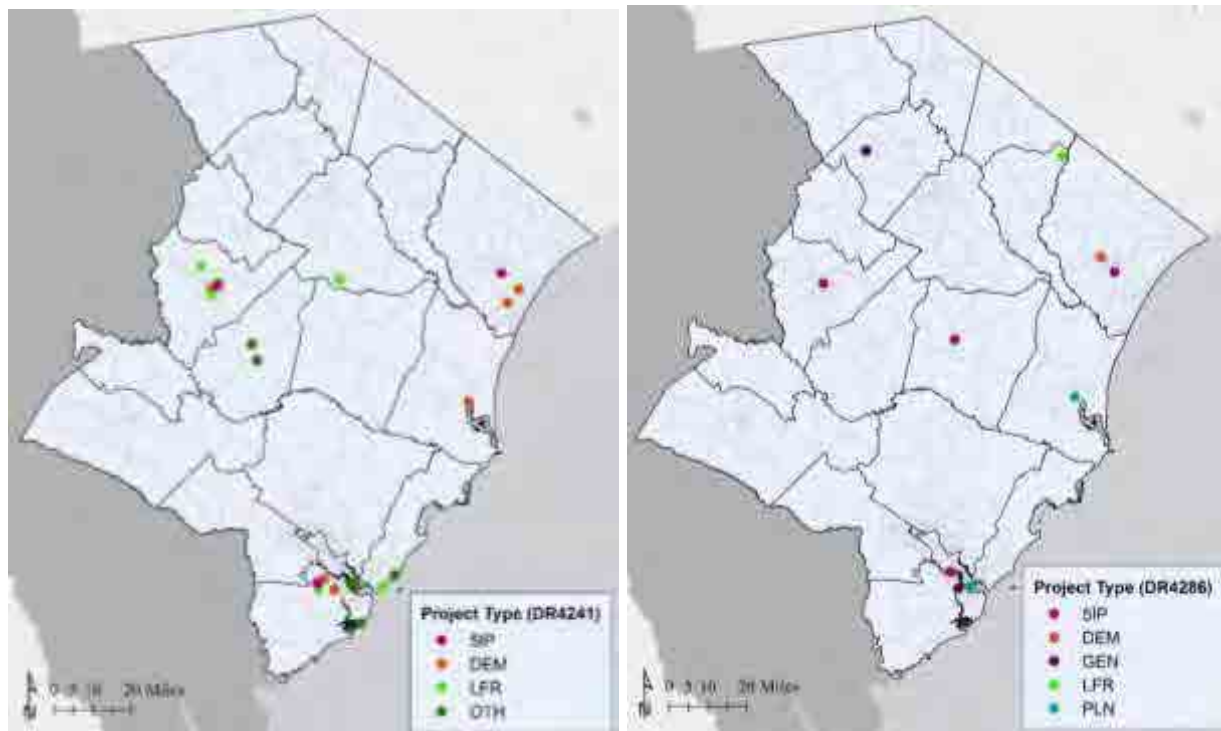 Project Type (DR4241)
SIP
DEM
LFR
OTH
0 5 10 20 Miles
N
Project Type (DR4286)
SIP
DEM
GEN
LFR
PLN
0 5 10 20 Miles
N